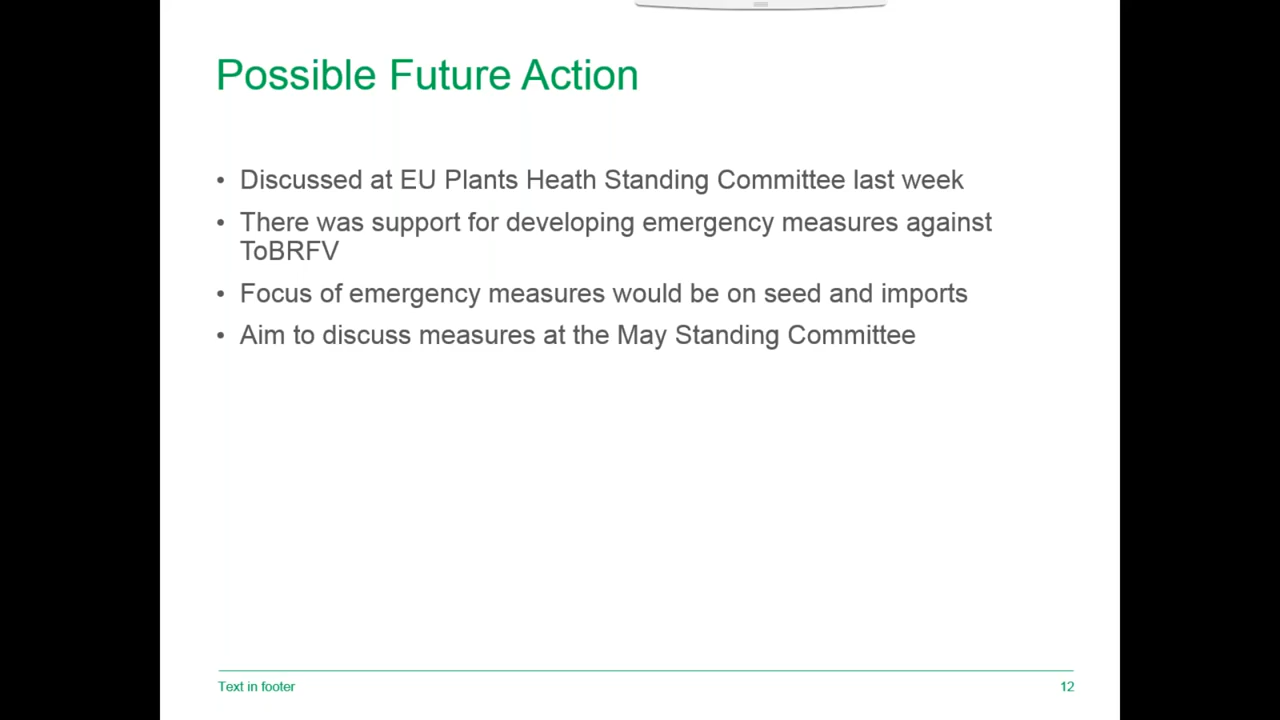 Possible Future Action
• Discussed at EU Plants Heath Standing Committee last week
• There was support for developing emergency measures against
ToBRFV
• Focus of emergency measures would be on seed and imports
• Aim to discuss measures at the May Standing Committee
Text in footer
12